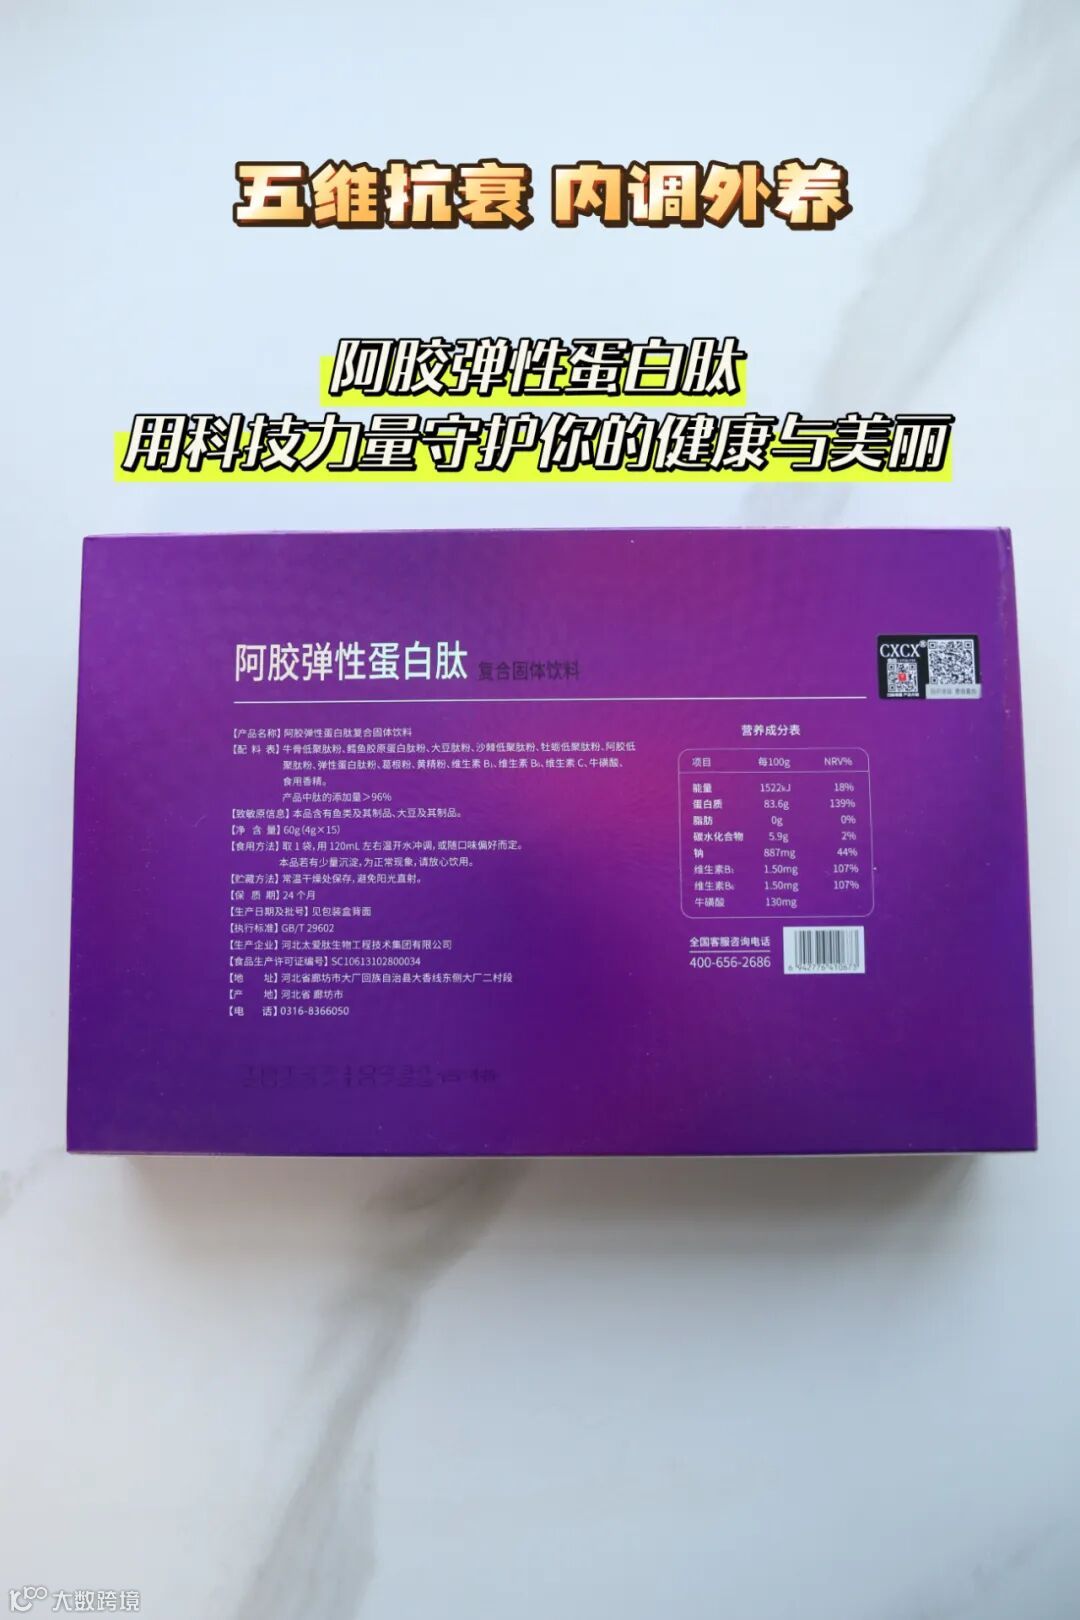 五维抗衰 内调外养
阿胶弹性蛋白肽
用科技力量守护你的健康与美丽
阿胶弹性蛋白肽 复合固体饮料
CXCX®
【产品名称】阿胶弹性蛋白肽复合固体饮料
【配 料 表】牛骨低聚肽粉、鳕鱼胶原蛋白肽粉、大豆肽粉、沙棘低聚肽粉、牡蛎低聚肽粉、阿胶低
聚肽粉、弹性蛋白肽粉、葛根粉、黄精粉、维生素 B₁、维生素 B₆、维生素 C、牛磺酸、
食用香精。
产品中肽的添加量＞96%
【致敏原信息】本品含有鱼类及其制品、大豆及其制品。
【净 含 量】60g(4g×15)
【食用方法】取 1 袋，用 120mL 左右温开水冲调，或随口味偏好而定。
本品若有少量沉淀，为正常现象，请放心饮用。
【贮藏方法】常温干燥处保存，避免阳光直射。
【保 质 期】24 个月
【生产日期及批号】见包装盒背面
【执行标准】GB/T 29602
【生产企业】河北太爱肽生物工程技术集团有限公司
【食品生产许可证编号】SC10613102800034
【地 址】河北省廊坊市大厂回族自治县大香线东侧大厂二村段
【产 地】河北省 廊坊市
【电 话】0316-8366050
营养成分表
项目 每100g NRV%
能量 1522kJ 18%
蛋白质 83.6g 139%
脂肪 0g 0%
碳水化合物 5.9g 2%
钠 887mg 44%
维生素B₁ 1.50mg 107%
维生素B₆ 1.50mg 107%
牛磺酸 130mg
全国客服咨询电话
400-656-2686
6 942776 410673
大数跨境